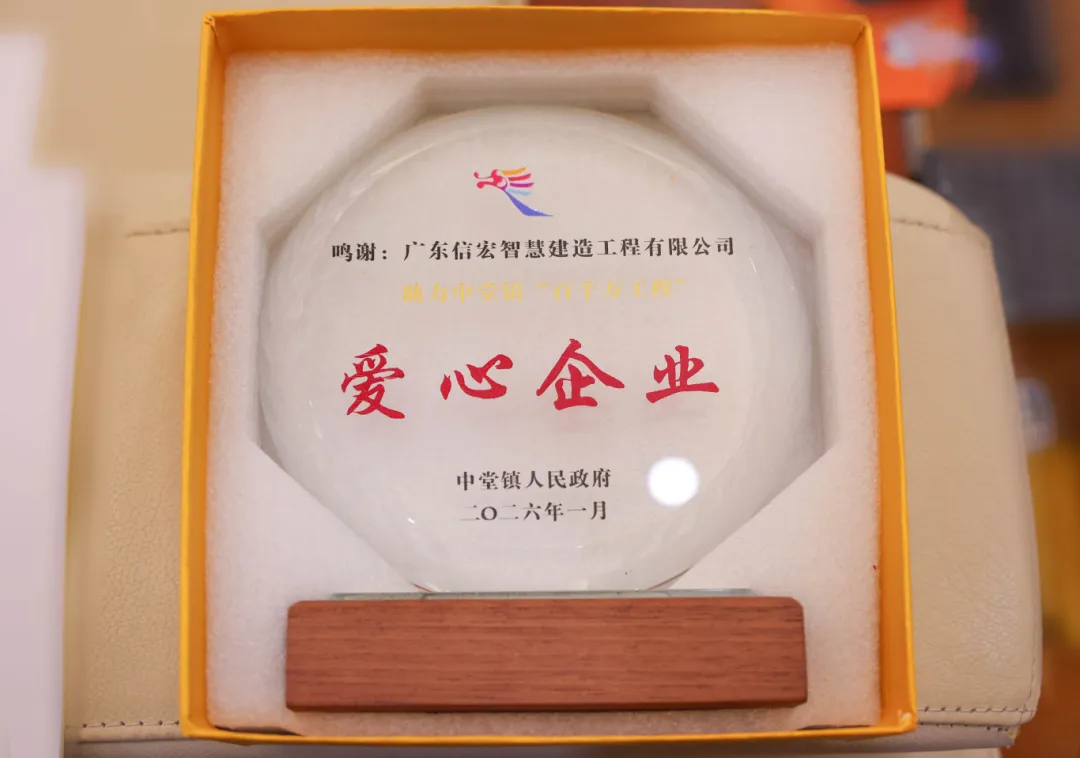 鸣谢：广东信宏智慧建造工程有限公司
助力中堂镇“百千万工程”
爱心企业
中堂镇人民政府
二〇二六年一月